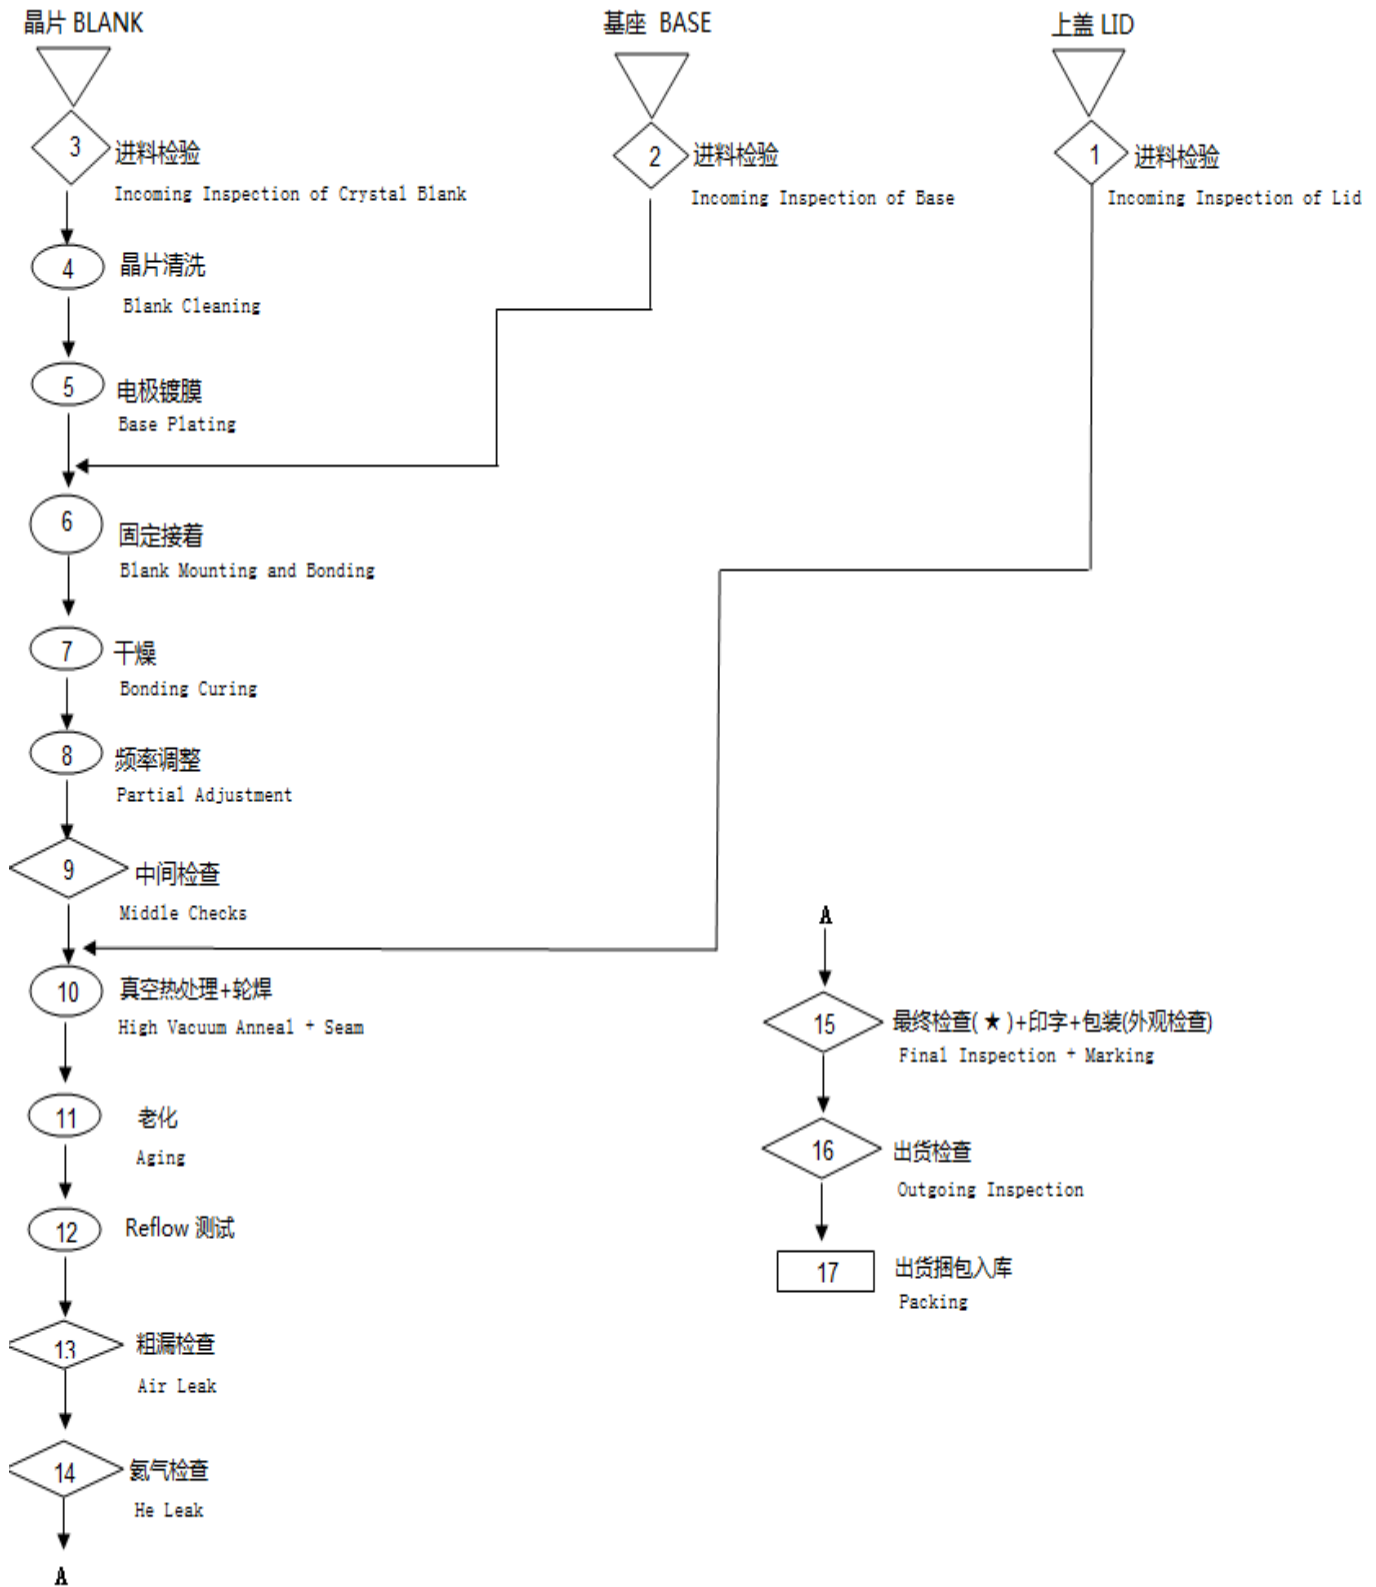 晶片 BLANK
基座 BASE
上盖 LID
3
进料检验
Incoming Inspection of Crystal Blank
2
进料检验
Incoming Inspection of Base
1
进料检验
Incoming Inspection of Lid
4
晶片清洗
Blank Cleaning
5
电极镀膜
Base Plating
6
固定接着
Blank Mounting and Bonding
7
干燥
Bonding Curing
8
频率调整
Partial Adjustment
9
中间检查
Middle Checks
10
真空热处理+轮焊
High Vacuum Anneal + Seam
11
老化
Aging
12
Reflow 测试
13
粗漏检查
Air Leak
14
氦气检查
He Leak
A
A
15
最终检查(★)+印字+包装(外观检查)
Final Inspection + Marking
16
出货检查
Outgoing Inspection
17
出货捆包入库
Packing